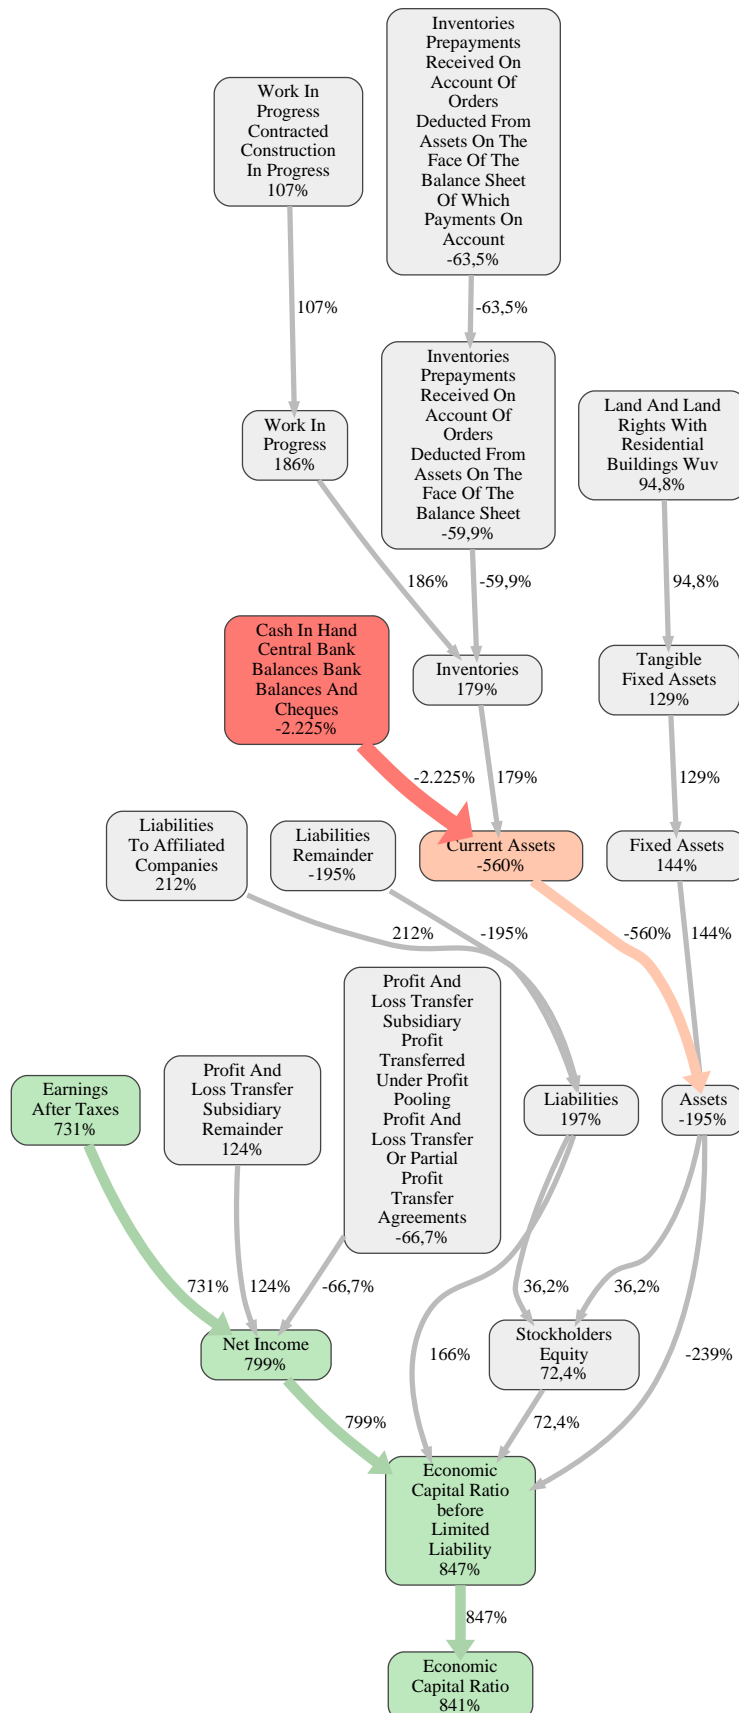 Inventories
Prepayments
Received On
Account Of
Orders
Deducted From
Assets On The
Face Of The
Balance Sheet
Of Which
Payments On
Account
-63,5%
Work In
Progress
Contracted
Construction
In Progress
107%
107%
-63,5%
Inventories
Prepayments
Received On
Account Of
Orders
Deducted From
Assets On The
Face Of The
Balance Sheet
-59,9%
Work In
Progress
186%
Land And Land
Rights With
Residential
Buildings Wuv
94,8%
186%
-59,9%
94,8%
Cash In Hand
Central Bank
Balances Bank
Balances And
Cheques
-2.225%
Inventories
179%
Tangible
Fixed Assets
129%
-2.225%
179%
129%
Liabilities
To Affiliated
Companies
212%
Liabilities
Remainder
-195%
Current Assets
-560%
Fixed Assets
144%
212%
-195%
-560%
144%
Profit And
Loss Transfer
Subsidiary
Profit
Transferred
Under Profit
Pooling
Profit And
Loss Transfer
Or Partial
Profit
Transfer
Agreements
-66,7%
Earnings
After Taxes
731%
Profit And
Loss Transfer
Subsidiary
Remainder
124%
Liabilities
197%
Assets
-195%
731%
124%
-66,7%
36,2%
36,2%
Net Income
799%
166%
Stockholders
Equity
72,4%
-239%
799%
72,4%
Economic
Capital Ratio
before
Limited
Liability
847%
847%
Economic
Capital Ratio
841%